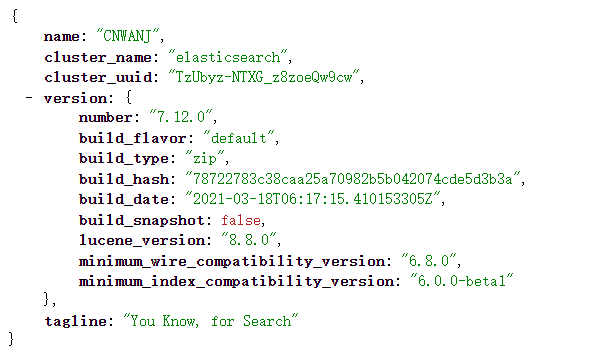 {
name: "CNWANJ",
cluster_name: "elasticsearch",
cluster_uuid: "TzUbyz-NTXG_z8zoeQw9cw",
- version: {
number: "7.12.0",
build_flavor: "default",
build_type: "zip",
build_hash: "78722783c38caa25a70982b5b042074cde5d3b3a",
build_date: "2021-03-18T06:17:15.410153305Z",
build_snapshot: false,
lucene_version: "8.8.0",
minimum_wire_compatibility_version: "6.8.0",
minimum_index_compatibility_version: "6.0.0-beta1"
},
tagline: "You Know, for Search"
}